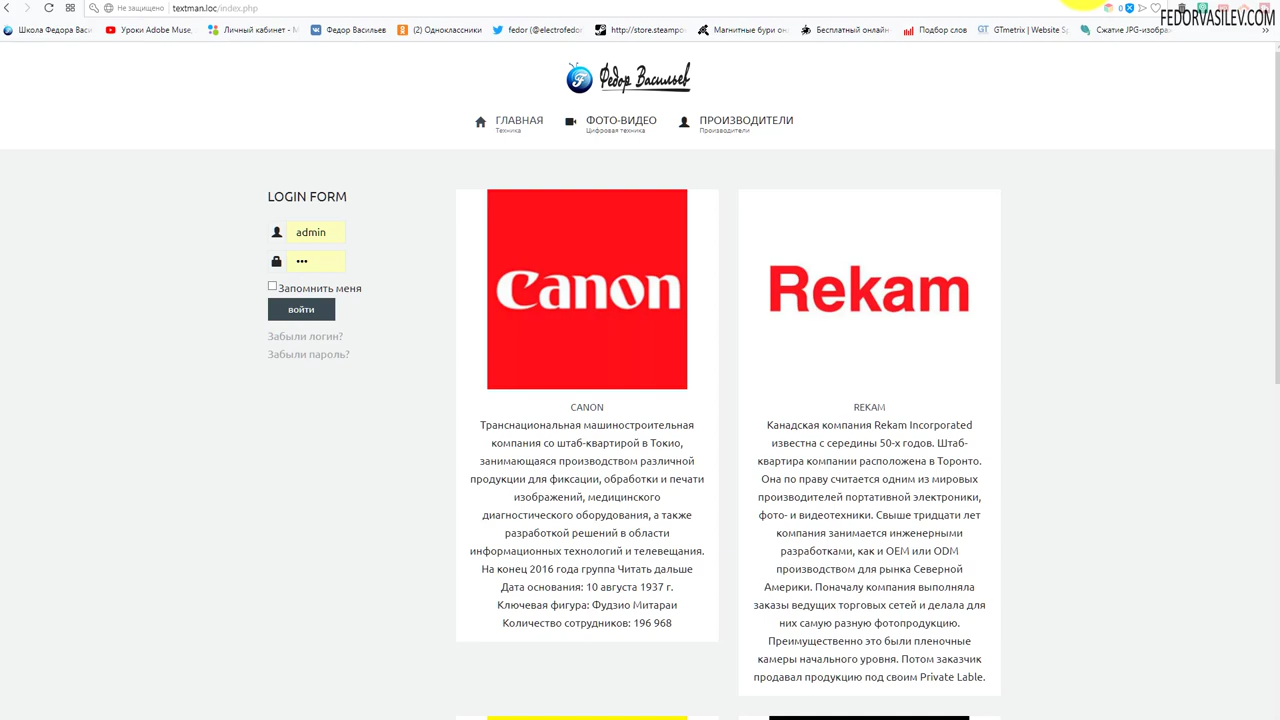 Не защищено
textman.loc/index.php
0
FEDORVASILEV.COM
Школа Федора Васи
Уроки Adobe Muse,
Личный кабинет - М
Федор Васильев
(2) Одноклассники
fedor (@electrofedor
http://store.steampo
Магнитные бури он
Бесплатный онлайн
Подбор слов
GTmetrix | Website Sp
Сжатие JPG-изобра
Федор Васильев
ГЛАВНАЯ
Техника
ФОТО-ВИДЕО
Цифровая техника
ПРОИЗВОДИТЕЛИ
Производители
LOGIN FORM
admin
•••
Запомнить меня
войти
Забыли логин?
Забыли пароль?
Canon
CANON
Транснациональная машиностроительная
компания со штаб-квартирой в Токио,
занимающаяся производством различной
продукции для фиксации, обработки и печати
изображений, медицинского
диагностического оборудования, а также
разработкой решений в области
информационных технологий и телевещания.
На конец 2016 года группа Читать дальше
Дата основания: 10 августа 1937 г.
Ключевая фигура: Фудзио Митараи
Количество сотрудников: 196 968
Rekam
REKAM
Канадская компания Rekam Incorporated
известна с середины 50-х годов. Штаб-
квартира компании расположена в Торонто.
Она по праву считается одним из мировых
производителей портативной электроники,
фото- и видеотехники. Свыше тридцати лет
компания занимается инженерными
разработками, как и OEM или ODM
производством для рынка Северной
Америки. Поначалу компания выполняла
заказы ведущих торговых сетей и делала для
них самую разную фотопродукцию.
Преимущественно это были пленочные
камеры начального уровня. Потом заказчик
продавал продукцию под своим Private Lable.